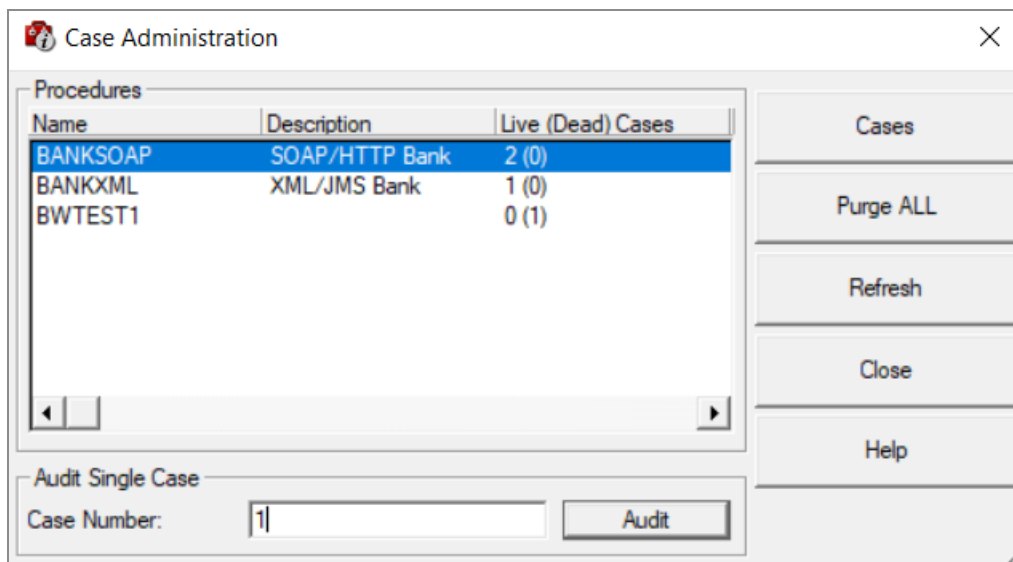 Case Administration
Procedures
Name Description Live (Dead) Cases
BANKSOAP SOAP/HTTP Bank 2 (0)
BANKXML XML/JMS Bank 1 (0)
BWTEST1 0 (1)
Cases
Purge ALL
Refresh
Close
Help
Audit Single Case
Case Number: 1 Audit